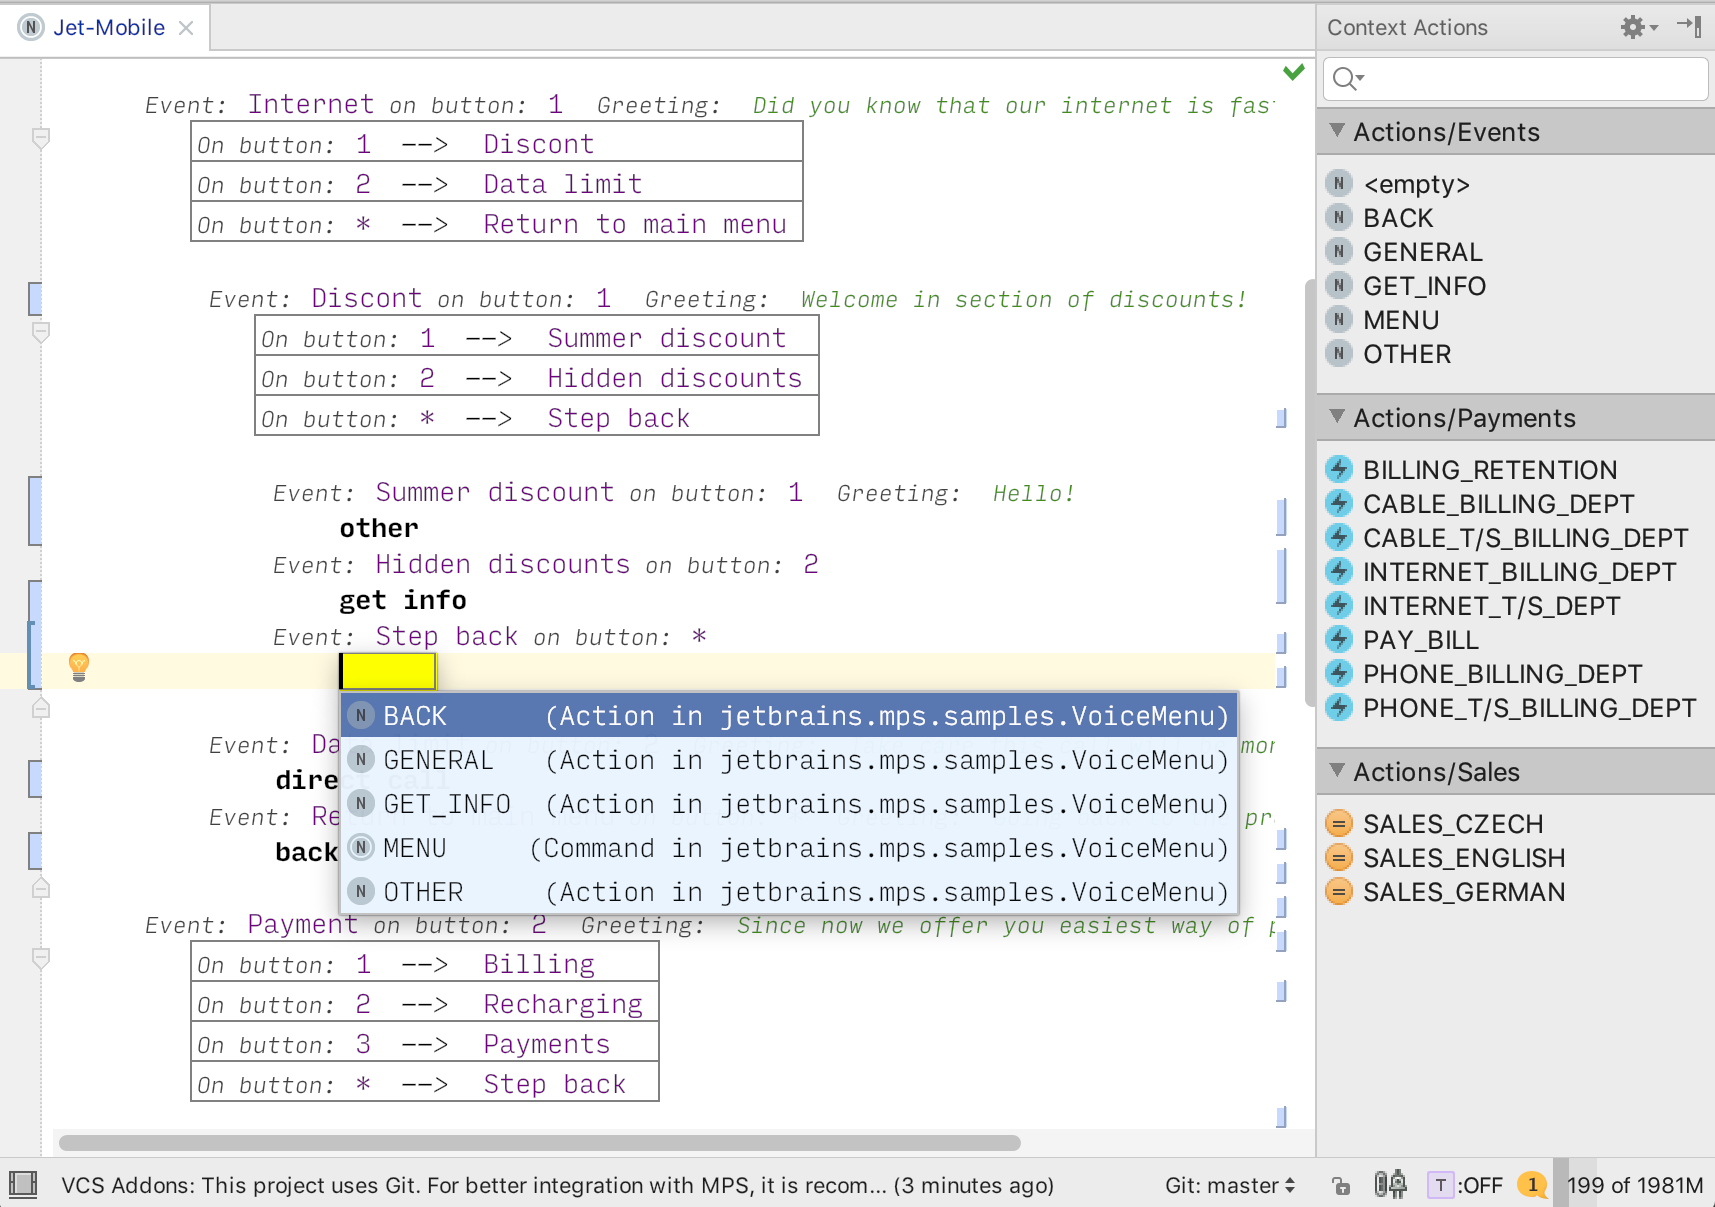 Jet-Mobile
Context Actions
Event: Internet on button: 1 Greeting: Did you know that our internet is fas
On button: 1 --> Discont
On button: 2 --> Data limit
On button: * --> Return to main menu
Event: Discont on button: 1 Greeting: Welcome in section of discounts!
On button: 1 --> Summer discount
On button: 2 --> Hidden discounts
On button: * --> Step back
Event: Summer discount on button: 1 Greeting: Hello!
other
Event: Hidden discounts on button: 2
get info
Event: Step back on button: *
BACK (Action in jetbrains.mps.samples.VoiceMenu)
GENERAL (Action in jetbrains.mps.samples.VoiceMenu)
GET_INFO (Action in jetbrains.mps.samples.VoiceMenu)
MENU (Command in jetbrains.mps.samples.VoiceMenu)
OTHER (Action in jetbrains.mps.samples.VoiceMenu)
Event: Da
mor
direct call
Event: Re
pr
back
Event: Payment on button: 2 Greeting: Since now we offer you easiest way of p
On button: 1 --> Billing
On button: 2 --> Recharging
On button: 3 --> Payments
On button: * --> Step back
Actions/Events
<empty>
BACK
GENERAL
GET_INFO
MENU
OTHER
Actions/Payments
BILLING_RETENTION
CABLE_BILLING_DEPT
CABLE_T/S_BILLING_DEPT
INTERNET_BILLING_DEPT
INTERNET_T/S_DEPT
PAY_BILL
PHONE_BILLING_DEPT
PHONE_T/S_BILLING_DEPT
Actions/Sales
SALES_CZECH
SALES_ENGLISH
SALES_GERMAN
VCS Addons: This project uses Git. For better integration with MPS, it is recom... (3 minutes ago)
Git: master
T :OFF
1
199 of 1981M